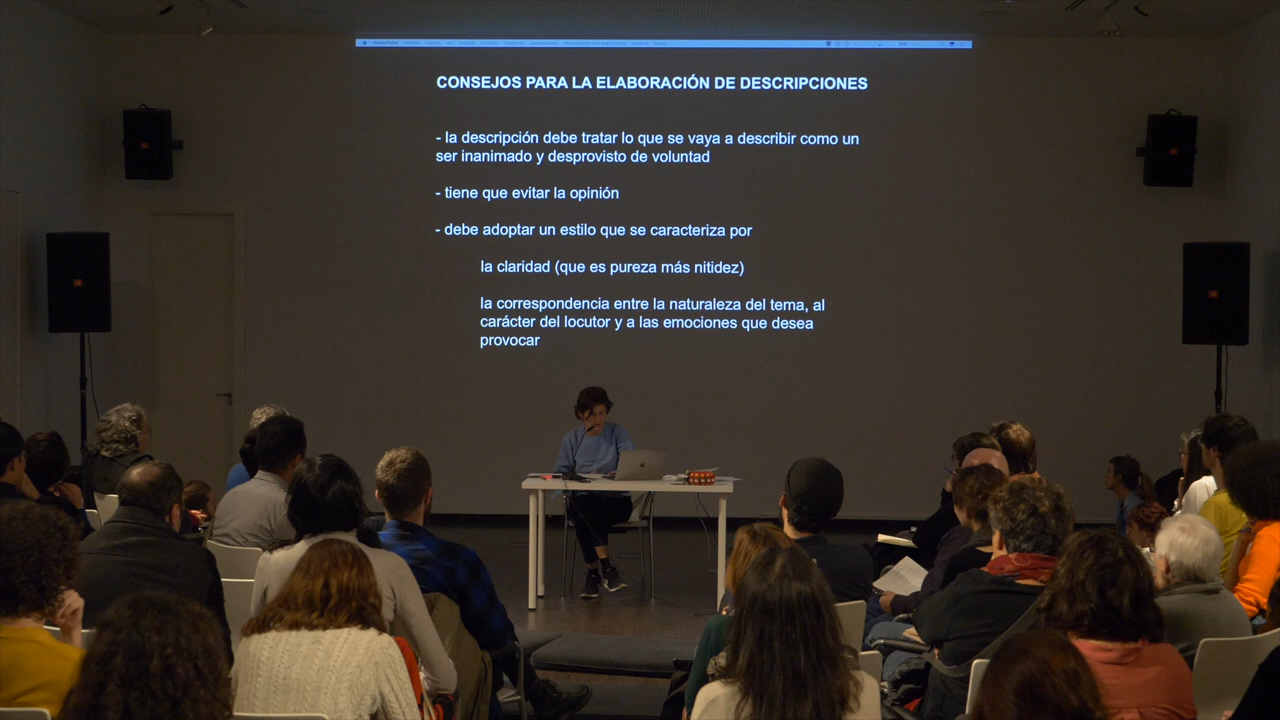 CONSEJOS PARA LA ELABORACIÓN DE DESCRIPCIONES
- la descripción debe tratar lo que se vaya a describir como un
ser inanimado y desprovisto de voluntad
- tiene que evitar la opinión
- debe adoptar un estilo que se caracteriza por
la claridad (que es pureza más nitidez)
la correspondencia entre la naturaleza del tema, al
carácter del locutor y a las emociones que desea
provocar